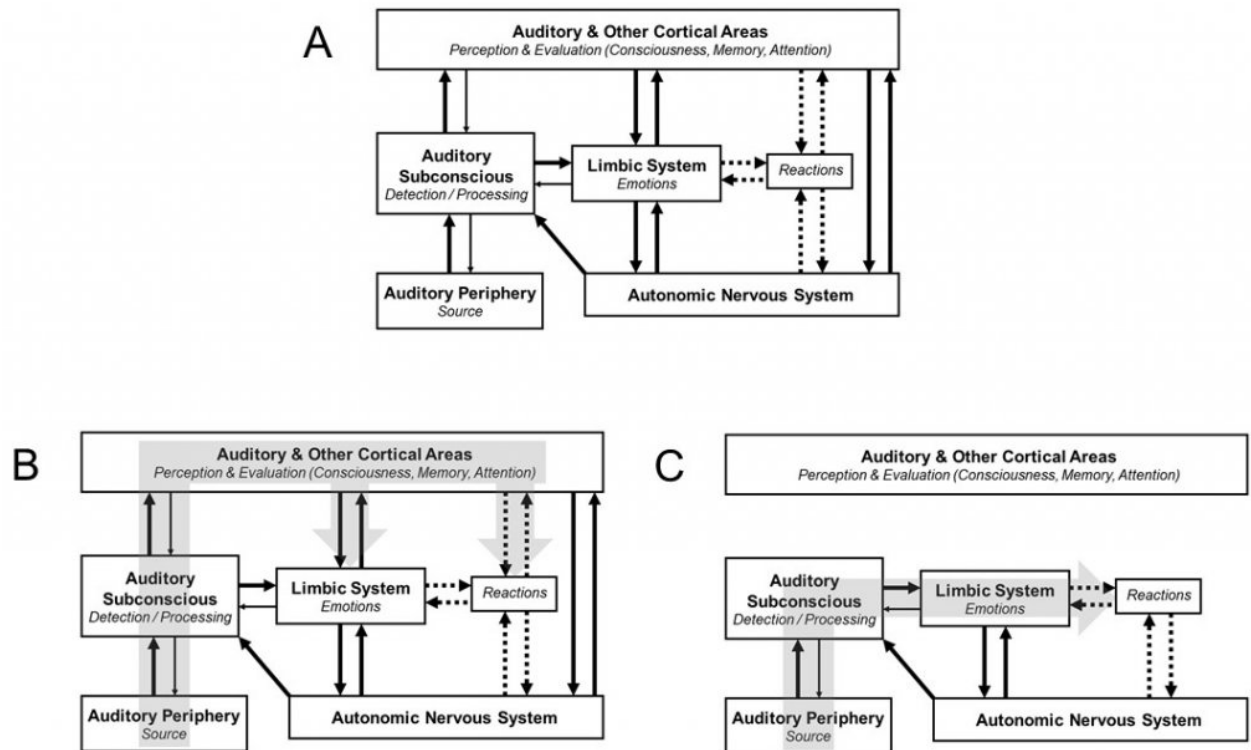 A
Auditory & Other Cortical Areas
Perception & Evaluation (Consciousness, Memory, Attention)
Auditory
Subconscious
Detection / Processing
Limbic System
Emotions
Reactions
Auditory Periphery
Source
Autonomic Nervous System
B
Auditory & Other Cortical Areas
Perception & Evaluation (Consciousness, Memory, Attention)
Auditory
Subconscious
Detection / Processing
Limbic System
Emotions
Reactions
Auditory Periphery
Source
Autonomic Nervous System
C
Auditory & Other Cortical Areas
Perception & Evaluation (Consciousness, Memory, Attention)
Auditory
Subconscious
Detection / Processing
Limbic System
Emotions
Reactions
Auditory Periphery
Source
Autonomic Nervous System